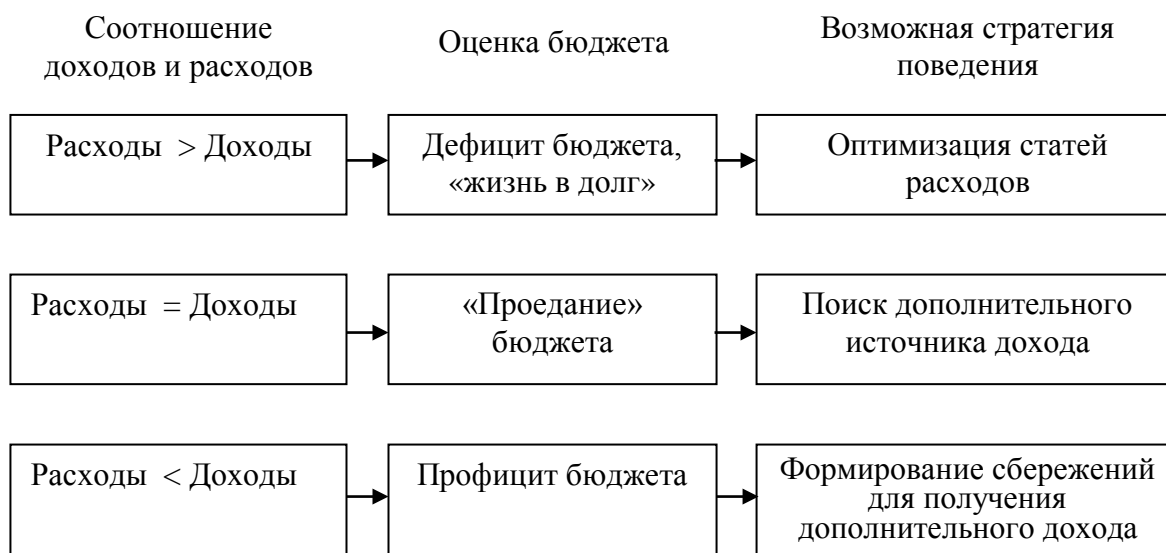 Соотношение
доходов и расходов
Оценка бюджета
Возможная стратегия
поведения
Расходы > Доходы
Дефицит бюджета,
«жизнь в долг»
Оптимизация статей
расходов
Расходы = Доходы
«Проедание»
бюджета
Поиск дополнительного
источника дохода
Расходы < Доходы
Профицит бюджета
Формирование сбережений
для получения
дополнительного дохода